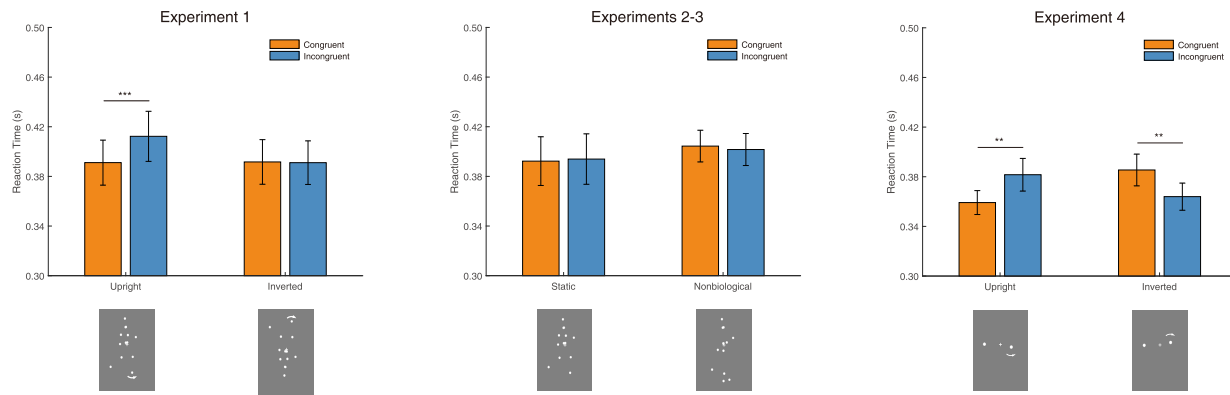 Experiment 1
0.50
0.46
0.42
0.38
0.34
0.30
Reaction Time (s)
Congruent
Incongruent
***
Upright
Inverted
Experiments 2-3
0.50
0.46
0.42
0.38
0.34
0.30
Reaction Time (s)
Congruent
Incongruent
Static
Nonbiological
Experiment 4
0.50
0.46
0.42
0.38
0.34
0.30
Reaction Time (s)
Congruent
Incongruent
**
**
Upright
Inverted